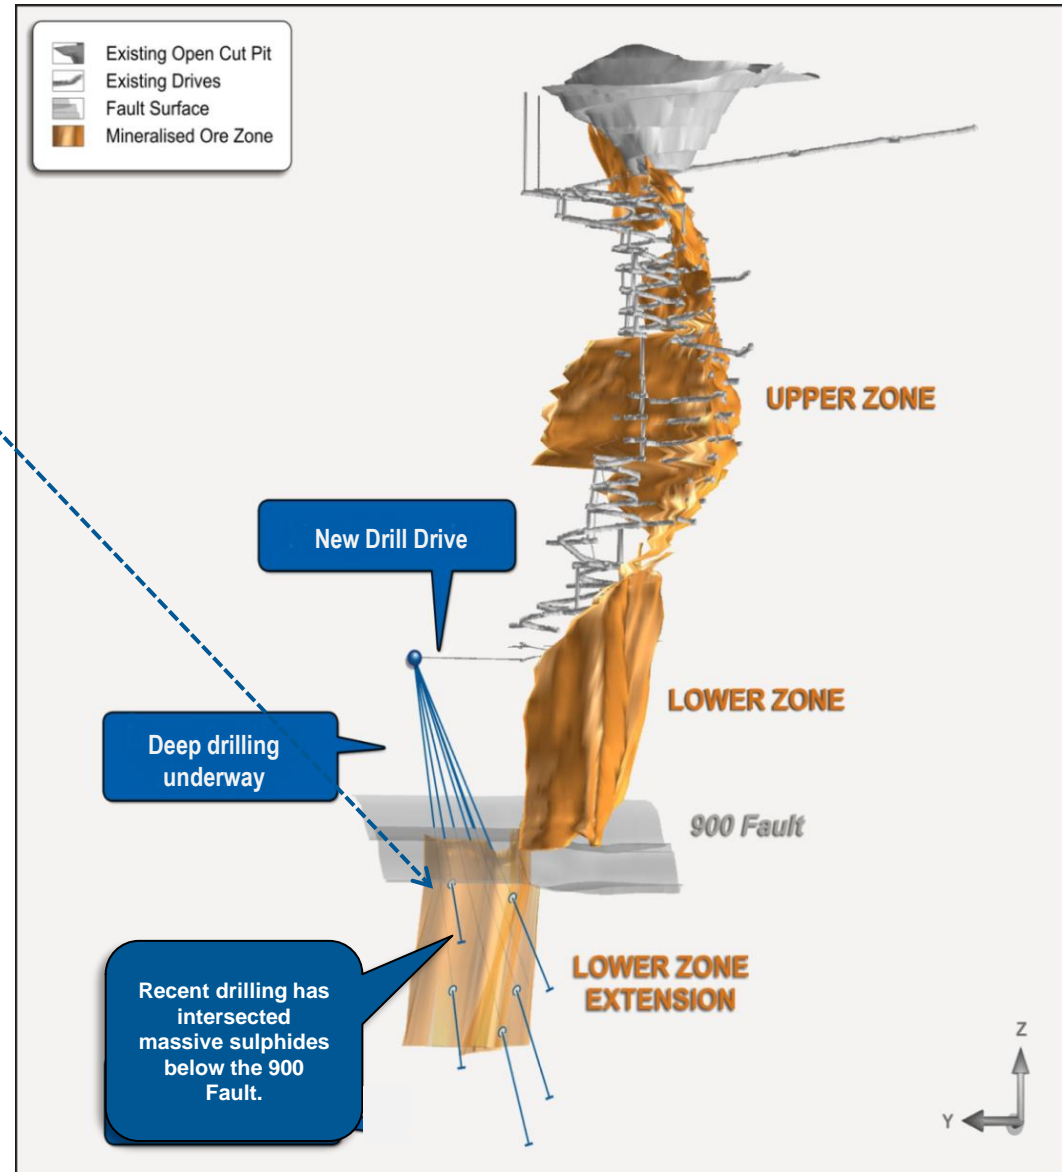 Existing Open Cut Pit
Existing Drives
Fault Surface
Mineralised Ore Zone
UPPER ZONE
New Drill Drive
LOWER ZONE
Deep drilling
underway
900 Fault
LOWER ZONE
EXTENSION
Recent drilling has
intersected
massive sulphides
below the 900
Fault.
Z
Y